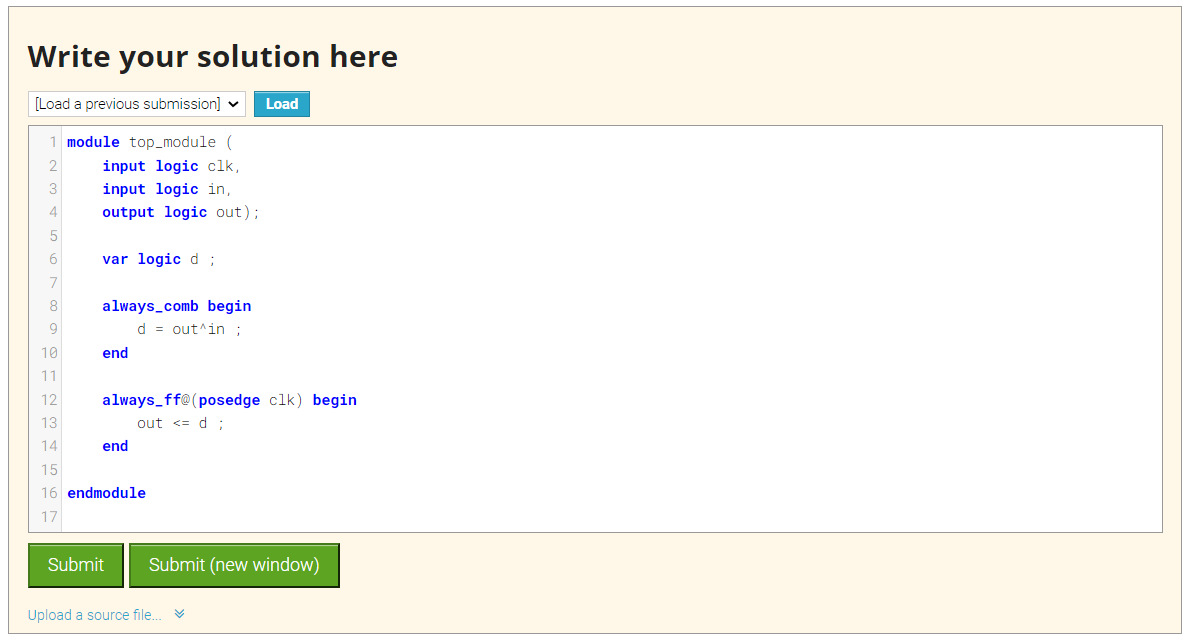 Write your solution here
[Load a previous submission] Load
1 module top_module (
2 input logic clk,
3 input logic in,
4 output logic out);
5
6 var logic d ;
7
8 always_comb begin
9 d = out^in ;
10 end
11
12 always_ff@(posedge clk) begin
13 out <= d ;
14 end
15
16 endmodule
17
Submit Submit (new window)
Upload a source file...